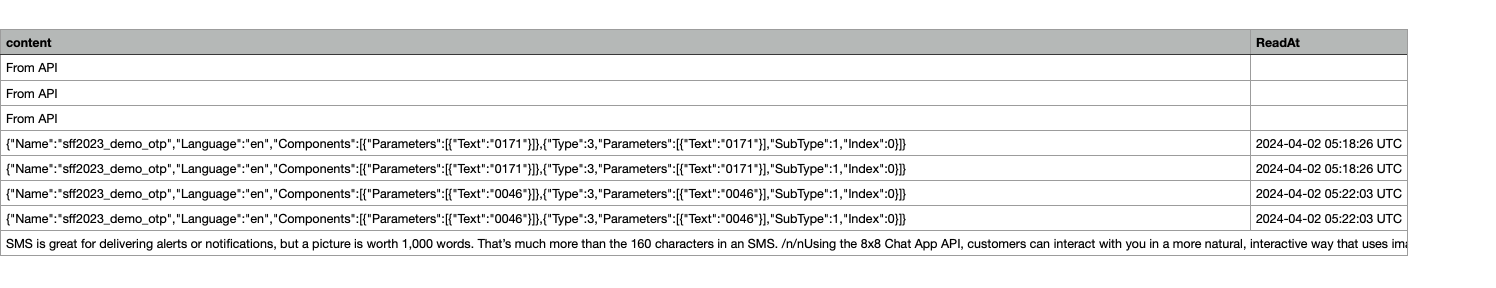 content ReadAt
From API
From API
From API
{"Name":"sff2023_demo_otp","Language":"en","Components":[{"Parameters":[{"Text":"0171"}]},{"Type":3,"Parameters":[{"Text":"0171"}],"SubType":1,"Index":0}]} 2024-04-02 05:18:26 UTC
{"Name":"sff2023_demo_otp","Language":"en","Components":[{"Parameters":[{"Text":"0171"}]},{"Type":3,"Parameters":[{"Text":"0171"}],"SubType":1,"Index":0}]} 2024-04-02 05:18:26 UTC
{"Name":"sff2023_demo_otp","Language":"en","Components":[{"Parameters":[{"Text":"0046"}]},{"Type":3,"Parameters":[{"Text":"0046"}],"SubType":1,"Index":0}]} 2024-04-02 05:22:03 UTC
{"Name":"sff2023_demo_otp","Language":"en","Components":[{"Parameters":[{"Text":"0046"}]},{"Type":3,"Parameters":[{"Text":"0046"}],"SubType":1,"Index":0}]} 2024-04-02 05:22:03 UTC
SMS is great for delivering alerts or notifications, but a picture is worth 1,000 words. That's much more than the 160 characters in an SMS. /n/nUsing the 8x8 Chat App API, customers can interact with you in a more natural, interactive way that uses